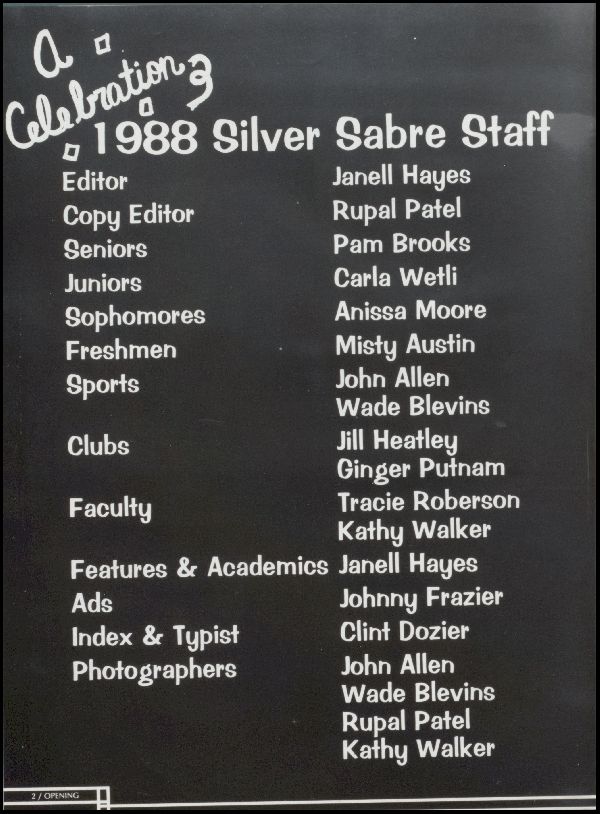 A
Celebration
1988 Silver Sabre Staff
Editor Janell Hayes
Copy Editor Rupal Patel
Seniors Pam Brooks
Juniors Carla Wetli
Sophomores Anissa Moore
Freshmen Misty Austin
Sports John Allen
Wade Blevins
Clubs Jill Heatley
Ginger Putnam
Faculty Tracie Roberson
Kathy Walker
Features & Academics Janell Hayes
Ads Johnny Frazier
Index & Typist Clint Dozier
Photographers John Allen
Wade Blevins
Rupal Patel
Kathy Walker
2 / OPENING